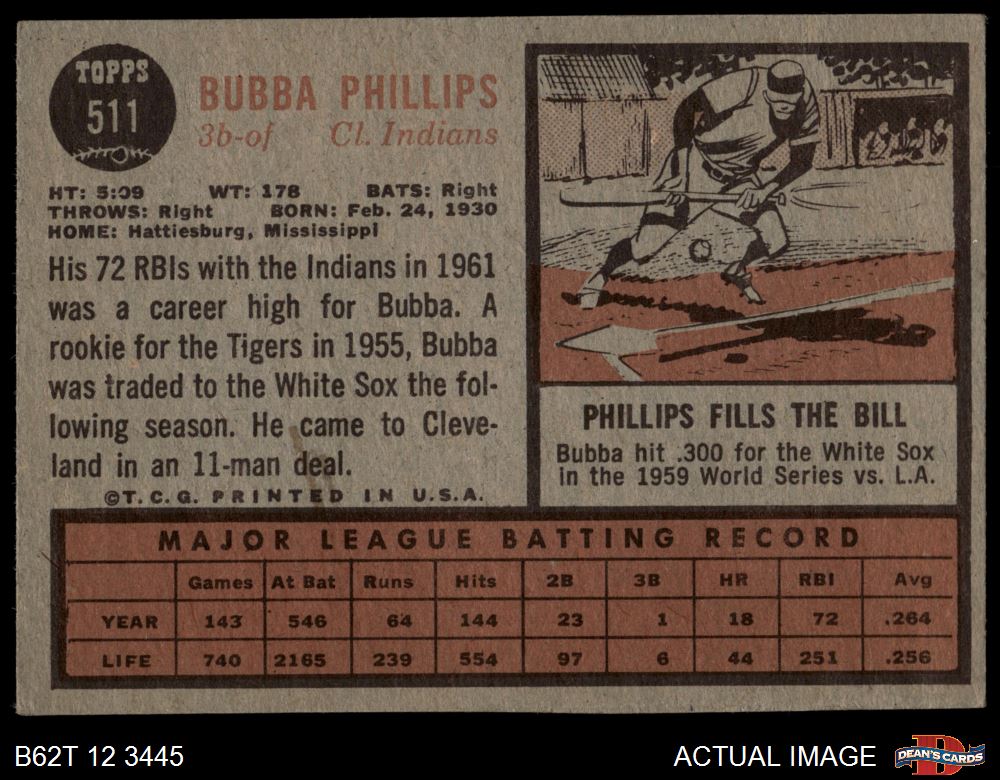 TOPPS
511
BUBBA PHILLIPS
3b-of Cl. Indians
HT: 5:09 WT: 178 BATS: Right
THROWS: Right BORN: Feb. 24, 1930
HOME: Hattiesburg, Mississippi
His 72 RBIs with the Indians in 1961
was a career high for Bubba. A
rookie for the Tigers in 1955, Bubba
was traded to the White Sox the fol-
lowing season. He came to Cleve-
land in an 11-man deal.
©T.C.G. PRINTED IN U.S.A.
PHILLIPS FILLS THE BILL
Bubba hit .300 for the White Sox
in the 1959 World Series vs. L.A.
MAJOR LEAGUE BATTING RECORD
Games At Bat Runs Hits 2B 3B HR RBI Avg
YEAR 143 546 64 144 23 1 18 72 .264
LIFE 740 2165 239 554 97 6 44 251 .256
B62T 12 3445
ACTUAL IMAGE
DEAN'S CARDS